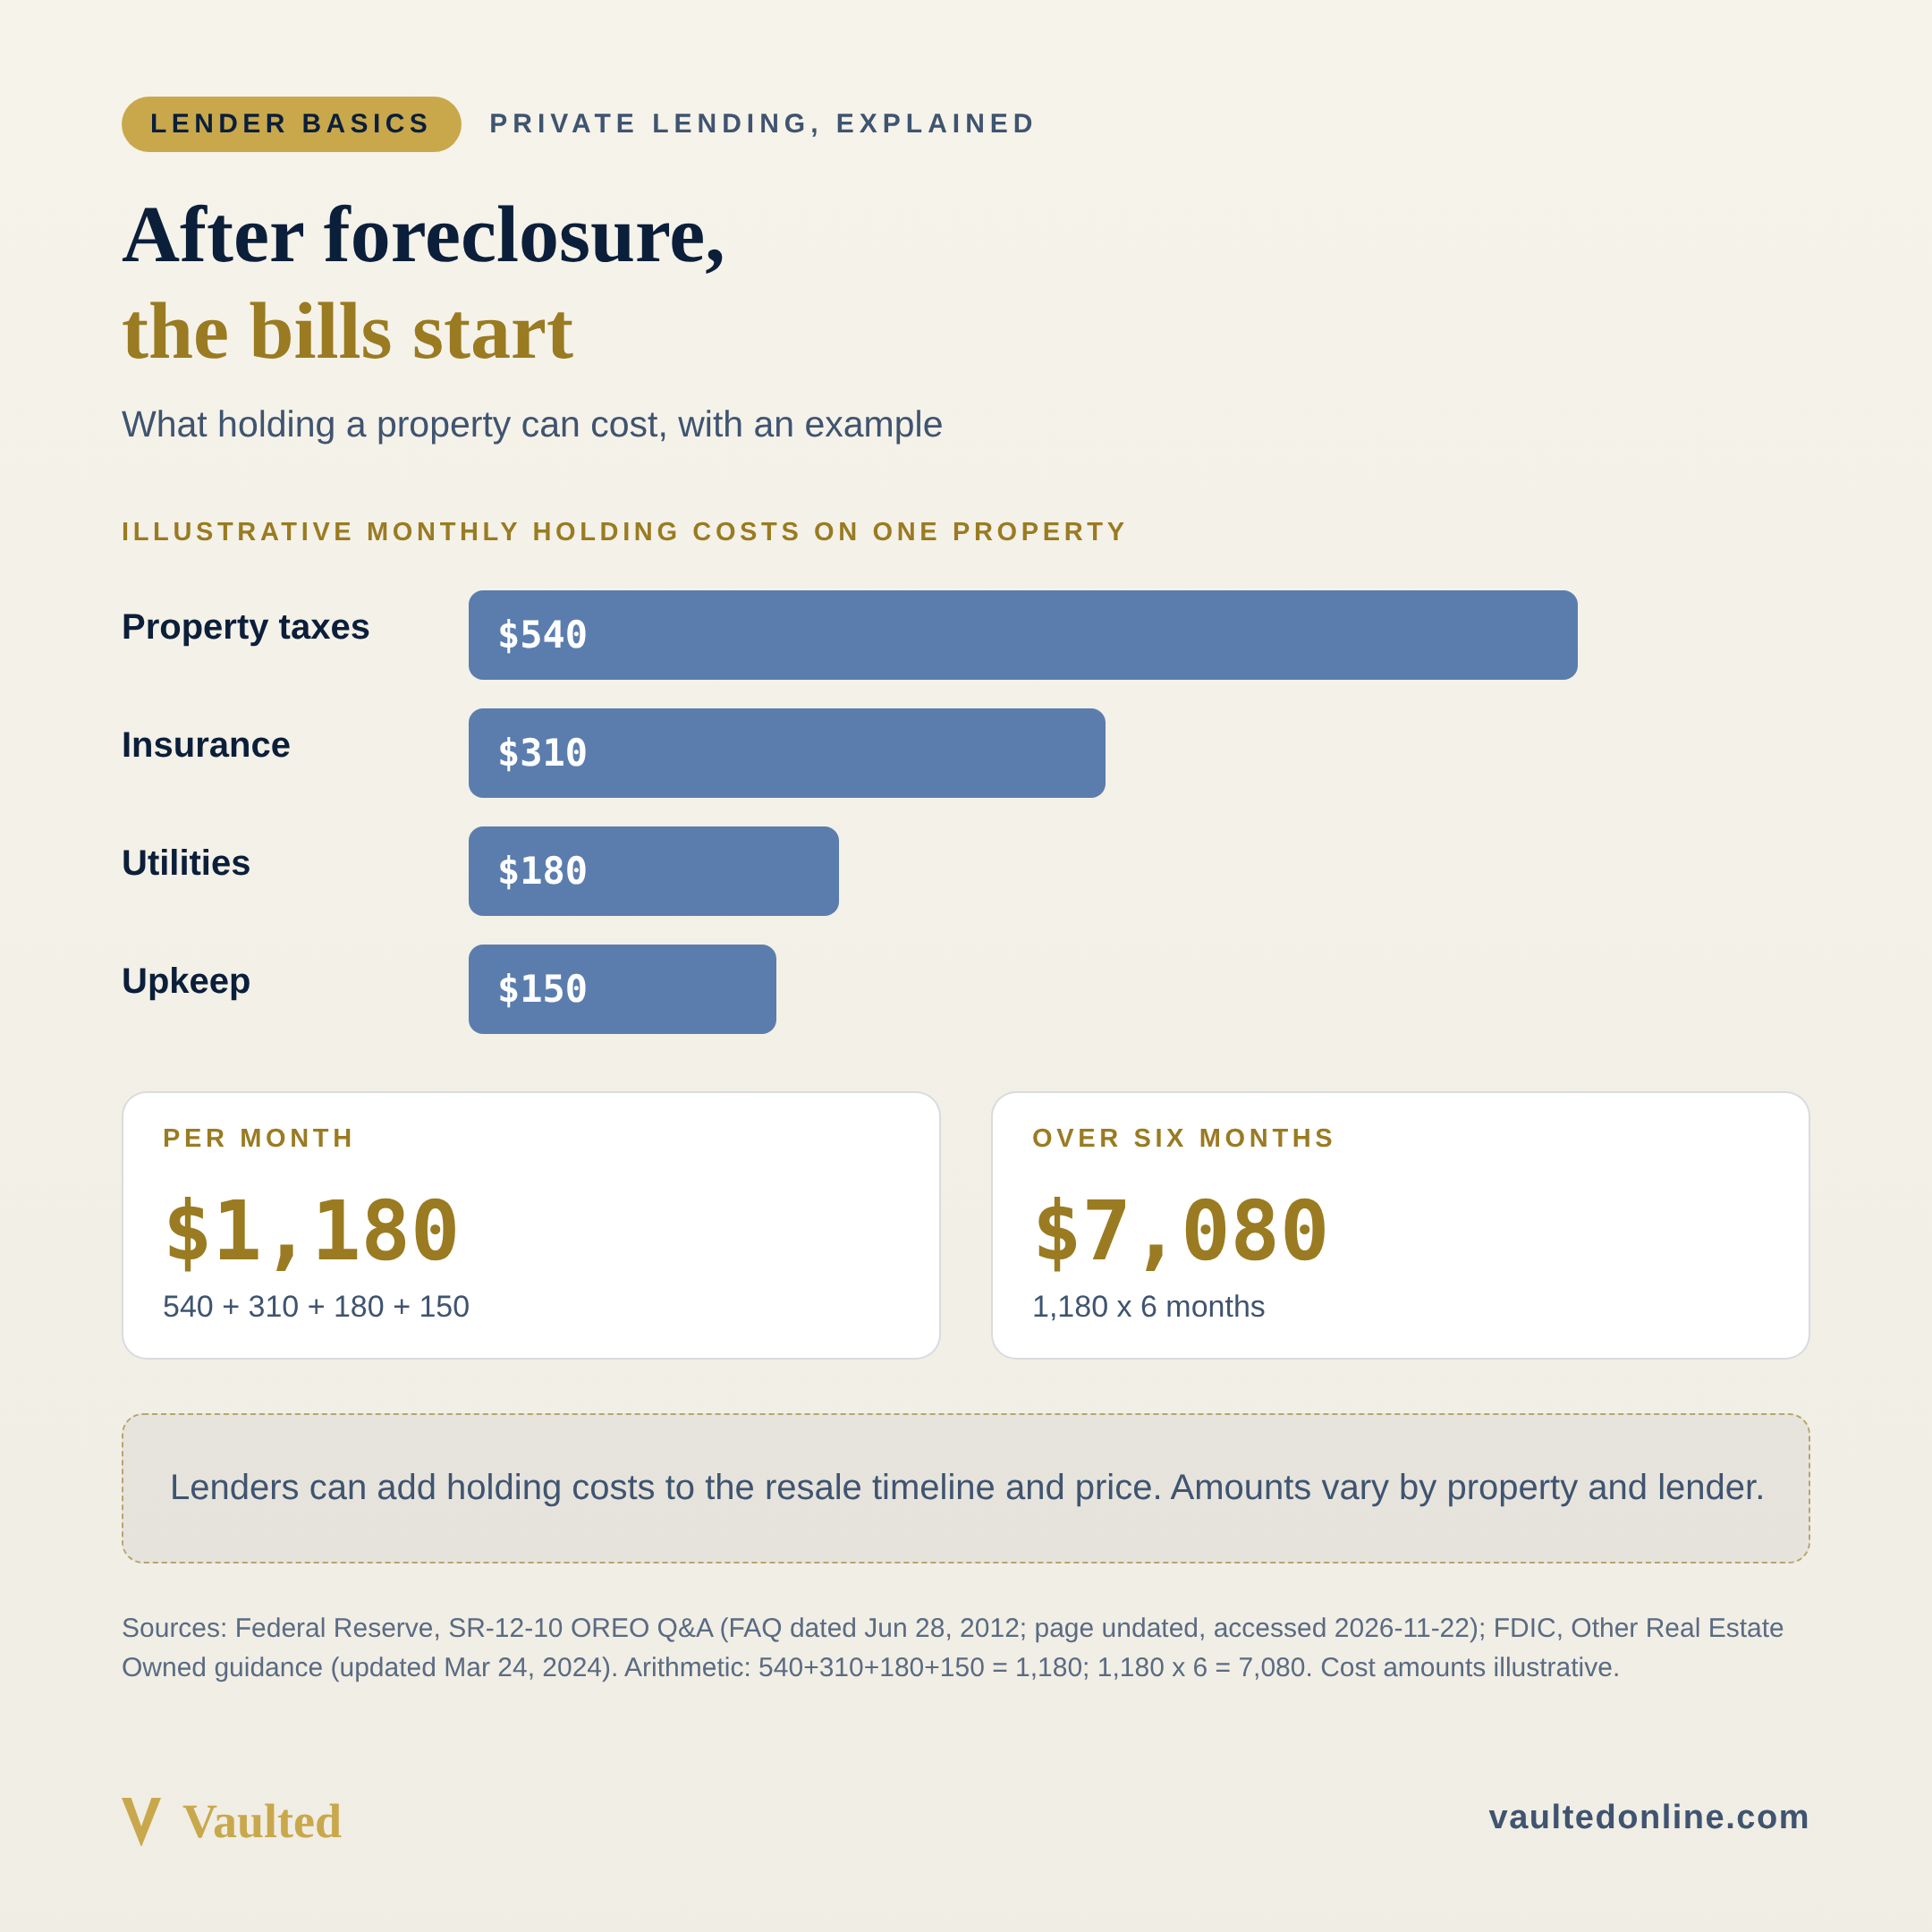 LENDER BASICS PRIVATE LENDING, EXPLAINED
After foreclosure,
the bills start
What holding a property can cost, with an example
ILLUSTRATIVE MONTHLY HOLDING COSTS ON ONE PROPERTY
Property taxes $540
Insurance $310
Utilities $180
Upkeep $150
PER MONTH
$1,180
540 + 310 + 180 + 150
OVER SIX MONTHS
$7,080
1,180 x 6 months
Lenders can add holding costs to the resale timeline and price. Amounts vary by property and lender.
Sources: Federal Reserve, SR-12-10 OREO Q&A (FAQ dated Jun 28, 2012; page undated, accessed 2026-11-22); FDIC, Other Real Estate
Owned guidance (updated Mar 24, 2024). Arithmetic: 540+310+180+150 = 1,180; 1,180 x 6 = 7,080. Cost amounts illustrative.
Vaulted
vaultedonline.com